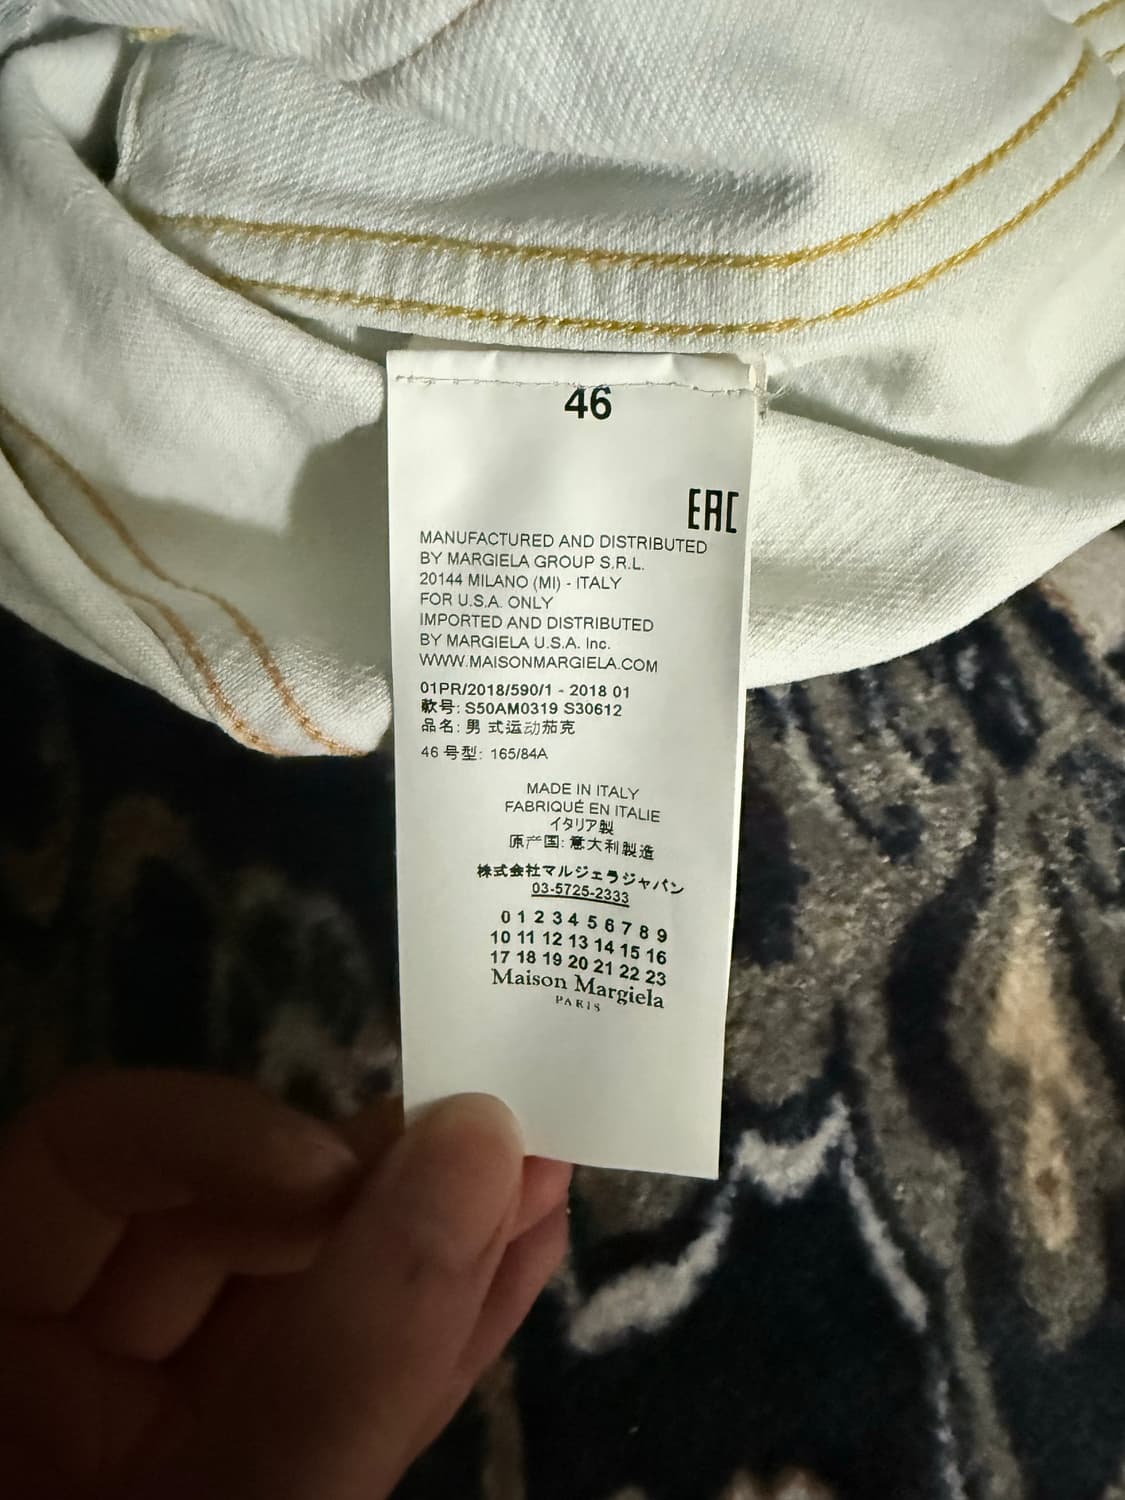 46
EAC
MANUFACTURED AND DISTRIBUTED
BY MARGIELA GROUP S.R.L.
20144 MILANO (MI) - ITALY
FOR U.S.A. ONLY
IMPORTED AND DISTRIBUTED
BY MARGIELA U.S.A. Inc.
WWW.MAISONMARGIELA.COM
01PR/2018/590/1 - 2018 01
款号: S50AM0319 S30612
品名: 男 式运动茄克
46 号型: 165/84A
MADE IN ITALY
FABRIQUÉ EN ITALIE
イタリア製
原产国: 意大利製造
株式会社マルジェラジャパン
03-5725-2333
0 1 2 3 4 5 6 7 8 9
10 11 12 13 14 15 16
17 18 19 20 21 22 23
Maison Margiela
PARIS